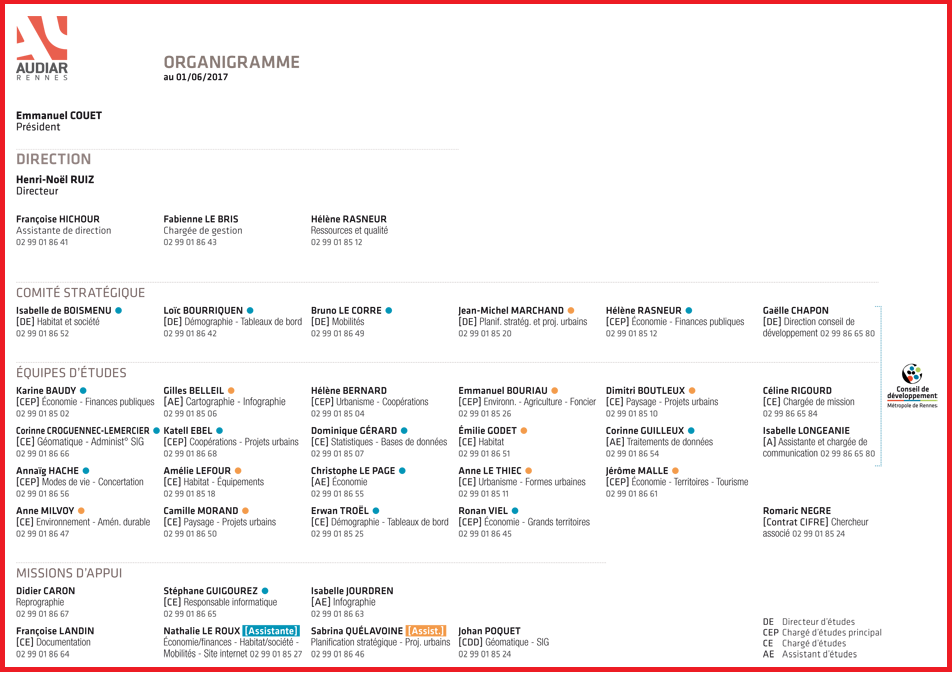 AUDIAR
RENNES
ORGANIGRAMME
au 01/06/2017
Emmanuel COUET
Président
DIRECTION
Henri-Noël RUIZ
Directeur
Françoise HICHOUR
Assistante de direction
02 99 01 86 41
Fabienne LE BRIS
Chargée de gestion
02 99 01 86 43
Hélène RASNEUR
Ressources et qualité
02 99 01 85 12
COMITÉ STRATÉGIQUE
Isabelle de BOISMENU
[DE] Habitat et société
02 99 01 86 52
Loïc BOURRIQUEN
[DE] Démographie - Tableaux de bord
02 99 01 86 42
Bruno LE CORRE
[DE] Mobilités
02 99 01 86 49
Jean-Michel MARCHAND
[DE] Planif. stratég. et proj. urbains
02 99 01 85 20
Hélène RASNEUR
[CEP] Économie - Finances publiques
02 99 01 85 12
Gaëlle CHAPON
[DE] Direction conseil de
développement 02 99 86 65 80
ÉQUIPES D'ÉTUDES
Karine BAUDY
[CEP] Économie - Finances publiques
02 99 01 85 02
Gilles BELLEIL
[AE] Cartographie - Infographie
02 99 01 85 06
Hélène BERNARD
[CEP] Urbanisme - Coopérations
02 99 01 85 04
Emmanuel BOURIAU
[CEP] Environn. - Agriculture - Foncier
02 99 01 85 26
Dimitri BOUTLEUX
[CEP] Paysage - Projets urbains
02 99 01 85 10
Céline RIGOURD
[CE] Chargée de mission
02 99 86 65 84
Corinne CROGUENNEC-LEMERCIER
[CE] Géomatique - Administº SIG
02 99 01 86 66
Katell EBEL
[CEP] Coopérations - Projets urbains
02 99 01 86 68
Dominique GÉRARD
[CE] Statistiques - Bases de données
02 99 01 85 07
Émilie GODET
[CE] Habitat
02 99 01 86 51
Corinne GUILLEUX
[AE] Traitements de données
02 99 01 86 54
Isabelle LONGEANIE
[A] Assistante et chargée de
communication 02 99 86 65 80
Annaïg HACHE
[CEP] Modes de vie - Concertation
02 99 01 86 56
Amélie LEFOUR
[CE] Habitat - Équipements
02 99 01 85 18
Christophe LE PAGE
[AE] Économie
02 99 01 86 55
Anne LE THIEC
[CE] Urbanisme - Formes urbaines
02 99 01 85 11
Jérôme MALLE
[CEP] Économie - Territoires - Tourisme
02 99 01 86 61
Anne MILVOY
[CE] Environnement - Amén. durable
02 99 01 86 47
Camille MORAND
[CE] Paysage - Projets urbains
02 99 01 86 50
Erwan TROËL
[CE] Démographie - Tableaux de bord
02 99 01 85 25
Ronan VIEL
[CEP] Économie - Grands territoires
02 99 01 86 45
Romaric NEGRE
[Contrat CIFRE] Chercheur
associé 02 99 01 85 24
Conseil de
développement
Métropole de Rennes
MISSIONS D'APPUI
Didier CARON
Reprographie
02 99 01 86 67
Stéphane GUIGOUREZ
[CE] Responsable informatique
02 99 01 86 65
Isabelle JOURDREN
[AE] Infographie
02 99 01 86 63
Françoise LANDIN
[CE] Documentation
02 99 01 86 64
Nathalie LE ROUX [Assistante]
Économie/finances - Habitat/société -
Mobilités - Site internet 02 99 01 85 27
Sabrina QUÉLAVOINE [Assist.]
Planification stratégique - Proj. urbains
02 99 01 86 46
Johan POQUET
[CDD] Géomatique - SIG
02 99 01 85 24
DE Directeur d'études
CEP Chargé d'études principal
CE Chargé d'études
AE Assistant d'études